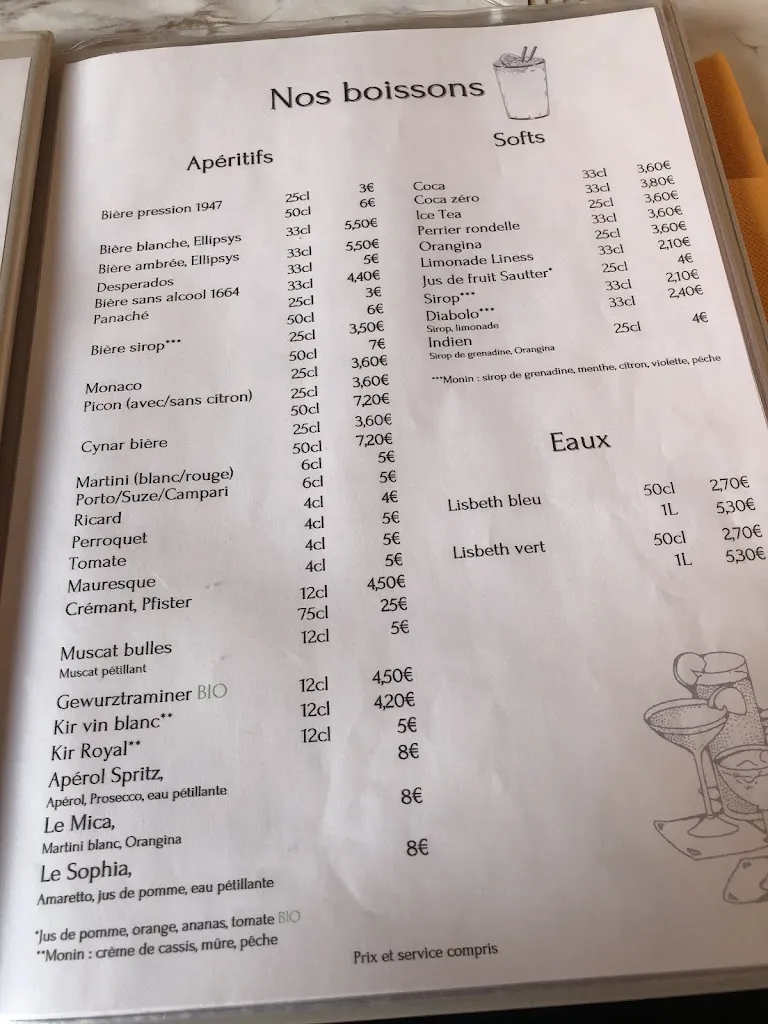 Nos boissons
Apéritifs
Bière pression 1947 25cl 3€
50cl 6€
Bière blanche, Ellipsys 33cl 5,50€
Bière ambrée, Ellipsys 33cl 5,50€
Desperados 33cl 5€
Bière sans alcool 1664 33cl 4,40€
Panaché 25cl 3€
50cl 6€
Bière sirop*** 25cl 3,50€
50cl 7€
Monaco 25cl 3,60€
Picon (avec/sans citron) 25cl 3,60€
50cl 7,20€
Cynar bière 25cl 3,60€
50cl 7,20€
Martini (blanc/rouge) 6cl 5€
Porto/Suze/Campari 6cl 5€
Ricard 4cl 4€
Perroquet 4cl 5€
Tomate 4cl 5€
Mauresque 4cl 5€
Crémant, Pfister 12cl 4,50€
75cl 25€
Muscat bulles 12cl 5€
Muscat pétillant
Gewurztraminer BIO 12cl 4,50€
Kir vin blanc** 12cl 4,20€
Kir Royal** 12cl 5€
Apérol Spritz, 8€
Apérol, Prosecco, eau pétillante
Le Mica, 8€
Martini blanc, Orangina
Le Sophia, 8€
Amaretto, jus de pomme, eau pétillante
*Jus de pomme, orange, ananas, tomate BIO
**Monin : crème de cassis, mûre, pêche
Softs
Coca 33cl 3,60€
Coca zéro 33cl 3,80€
Ice Tea 25cl 3,60€
Perrier rondelle 33cl 3,60€
Orangina 25cl 3,60€
Limonade Liness 33cl 2,10€
Jus de fruit Sautter* 25cl 4€
Sirop*** 33cl 2,10€
Diabolo*** 33cl 2,40€
Sirop, limonade
Indien 25cl 4€
Sirop de grenadine, Orangina
***Monin : sirop de grenadine, menthe, citron, violette, pêche
Eaux
Lisbeth bleu 50cl 2,70€
1L 5,30€
Lisbeth vert 50cl 2,70€
1L 5,30€
Prix et service compris